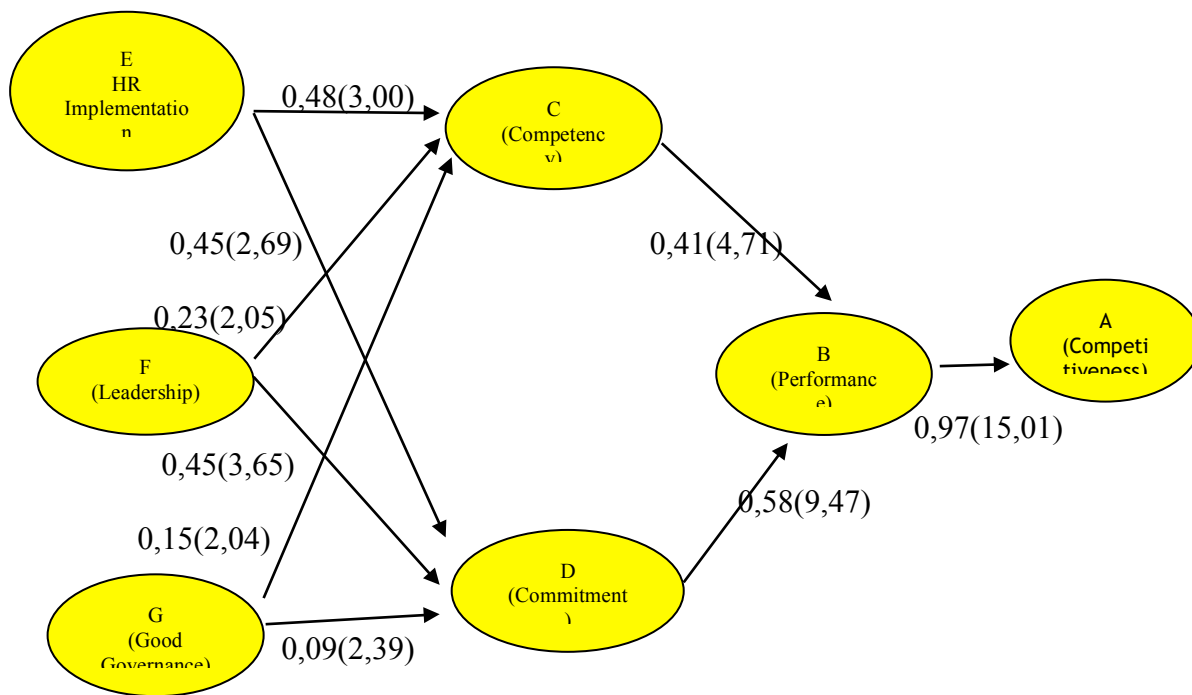 E
HR
Implementatio
n
0,48(3,00)
C
(Competenc
y)
0,45(2,69)
0,41(4,71)
0,23(2,05)
F
(Leadership)
B
(Performanc
e)
A
(Competi
tiveness)
0,97(15,01)
0,45(3,65)
0,58(9,47)
0,15(2,04)
D
(Commitment
)
G
(Good
Governance)
0,09(2,39)